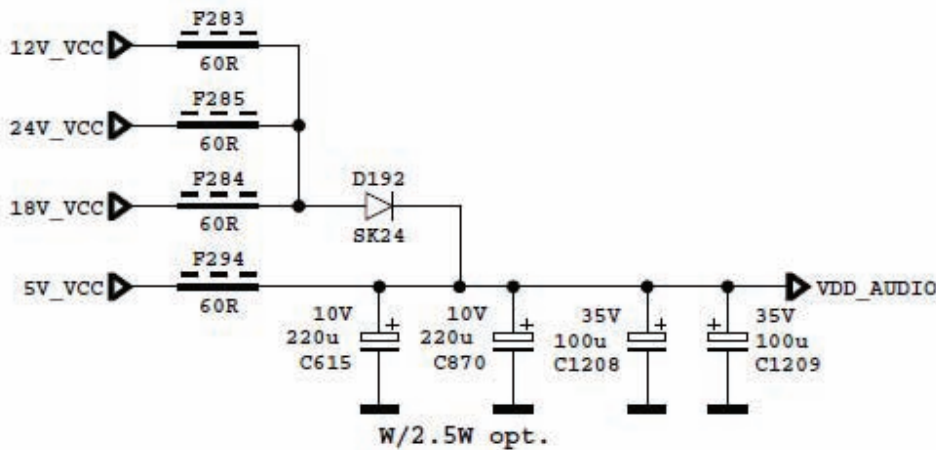 F283
12V_VCC
60R
F285
24V_VCC
60R
F284
D192
18V_VCC
60R
SK24
F294
5V_VCC
VDD_AUDIO
60R
10V + 10V + 35V + + 35V
220u 220u 100u 100u
C615 C870 C1208 C1209
W/2.5W opt.